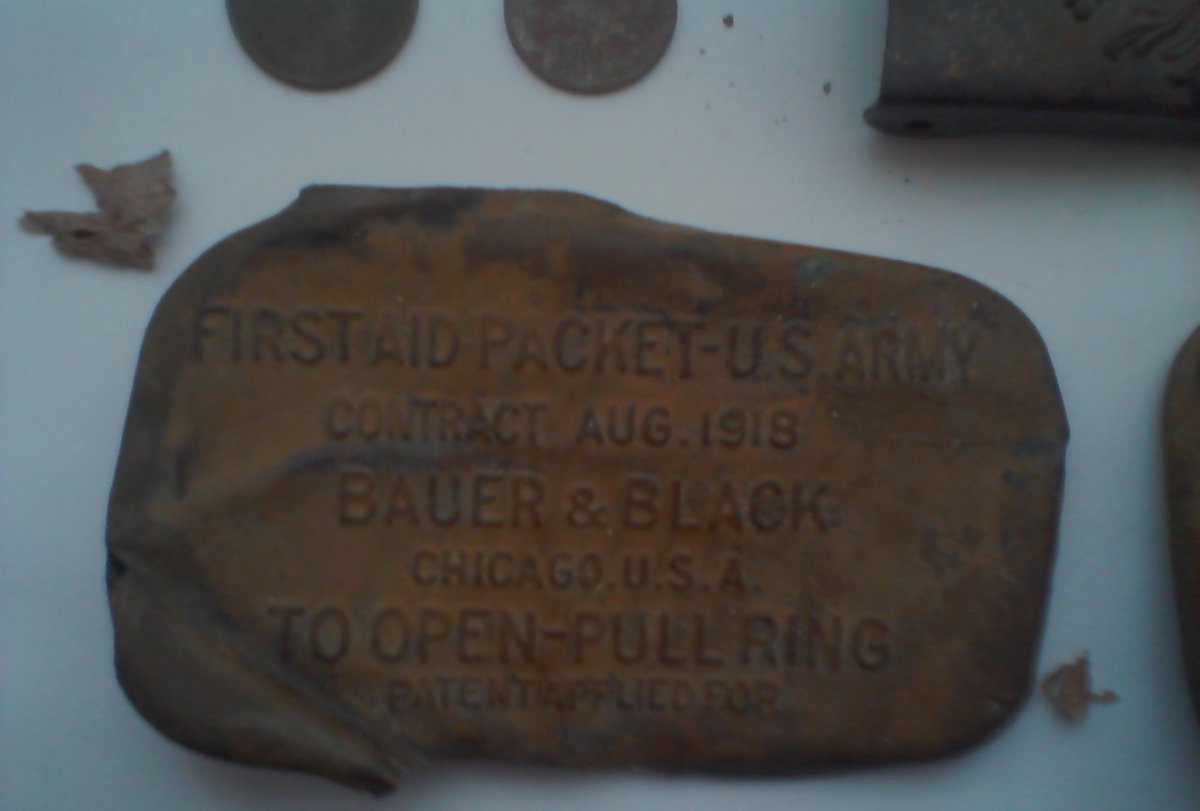 FIRST AID PACKET-U.S. ARMY
CONTRACT AUG. 1918
BAUER & BLACK
CHICAGO. U.S.A.
TO OPEN-PULL RING
PATENT APPLIED FOR